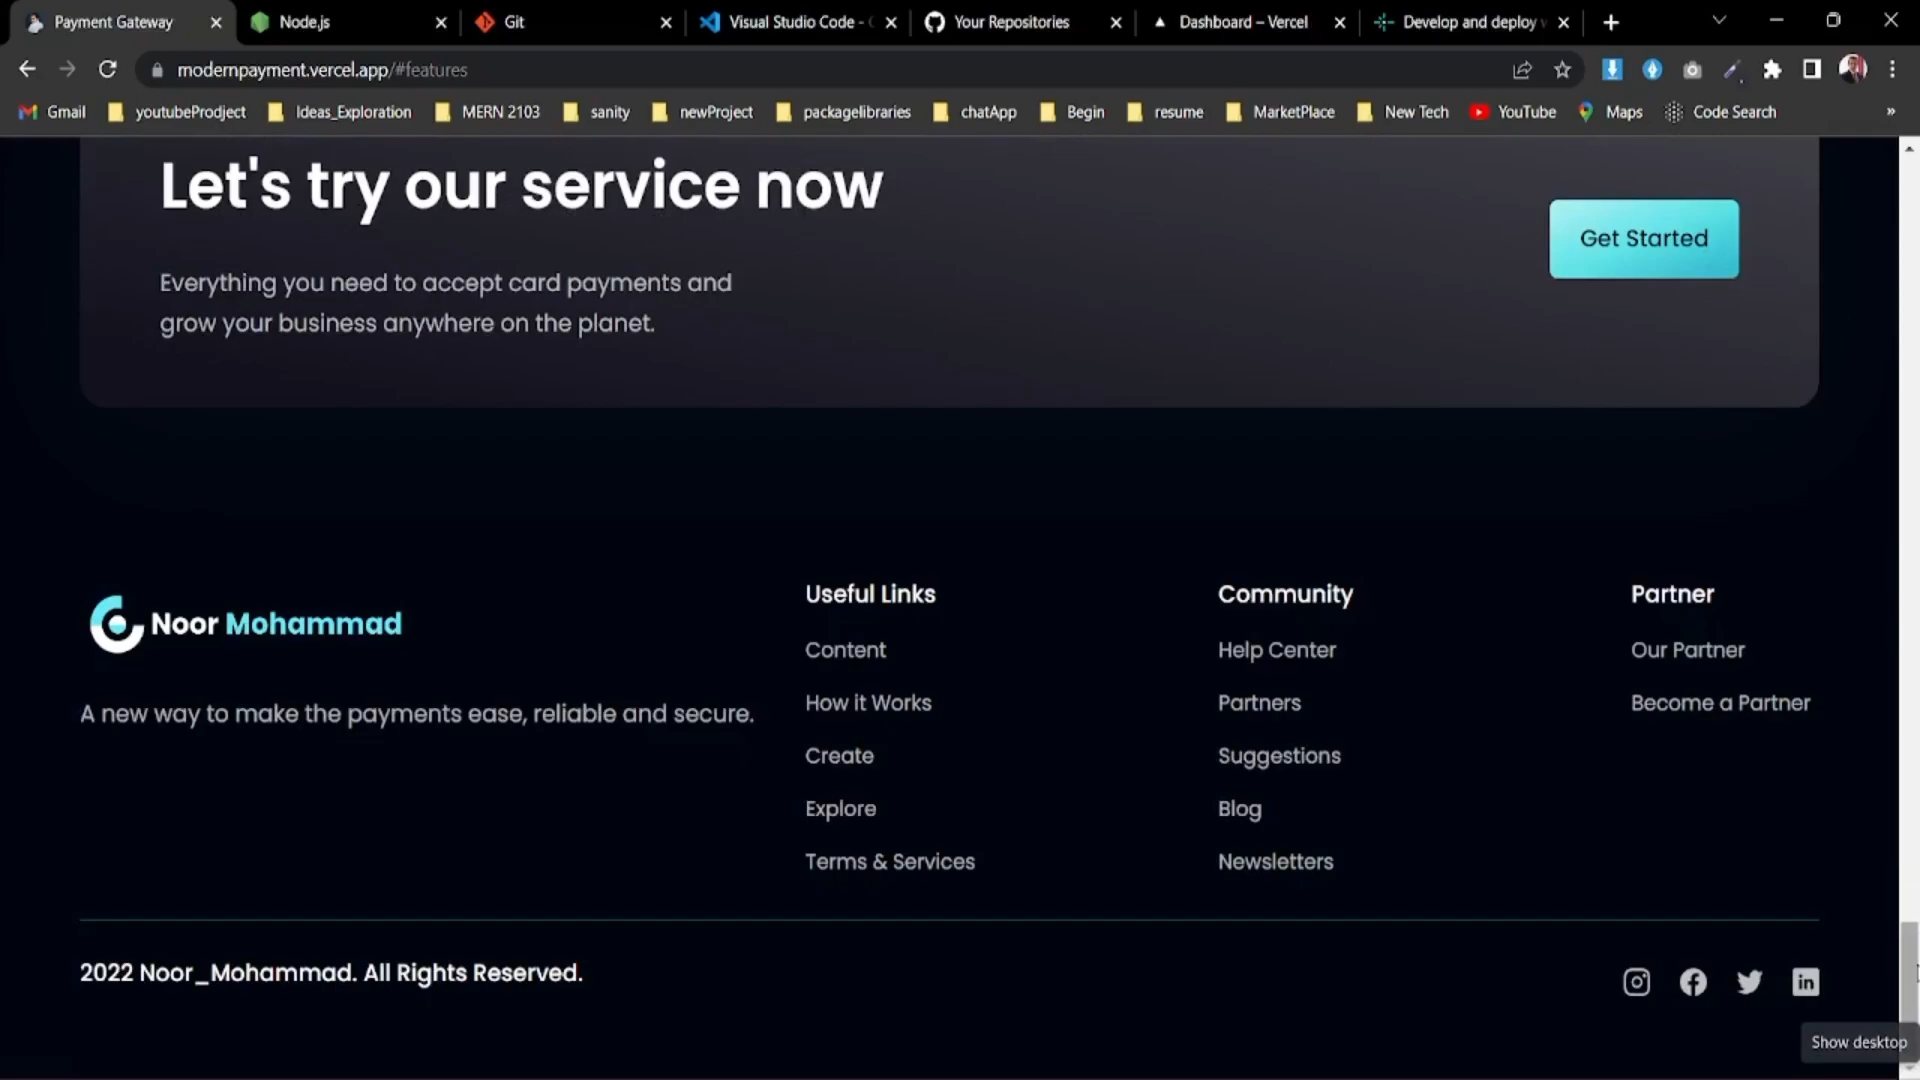 Payment Gateway
Node.js
Git
Visual Studio Code -
Your Repositories
Dashboard – Vercel
Develop and deploy
modernpayment.vercel.app/#features
Gmail
youtubeProdject
Ideas_Exploration
MERN 2103
sanity
newProject
packagelibraries
chatApp
Begin
resume
MarketPlace
New Tech
YouTube
Maps
Code Search
»
Let's try our service now
Everything you need to accept card payments and
grow your business anywhere on the planet.
Get Started
Noor Mohammad
A new way to make the payments ease, reliable and secure.
Useful Links
Content
How it Works
Create
Explore
Terms & Services
Community
Help Center
Partners
Suggestions
Blog
Newsletters
Partner
Our Partner
Become a Partner
2022 Noor_Mohammad. All Rights Reserved.
in
Show desktop